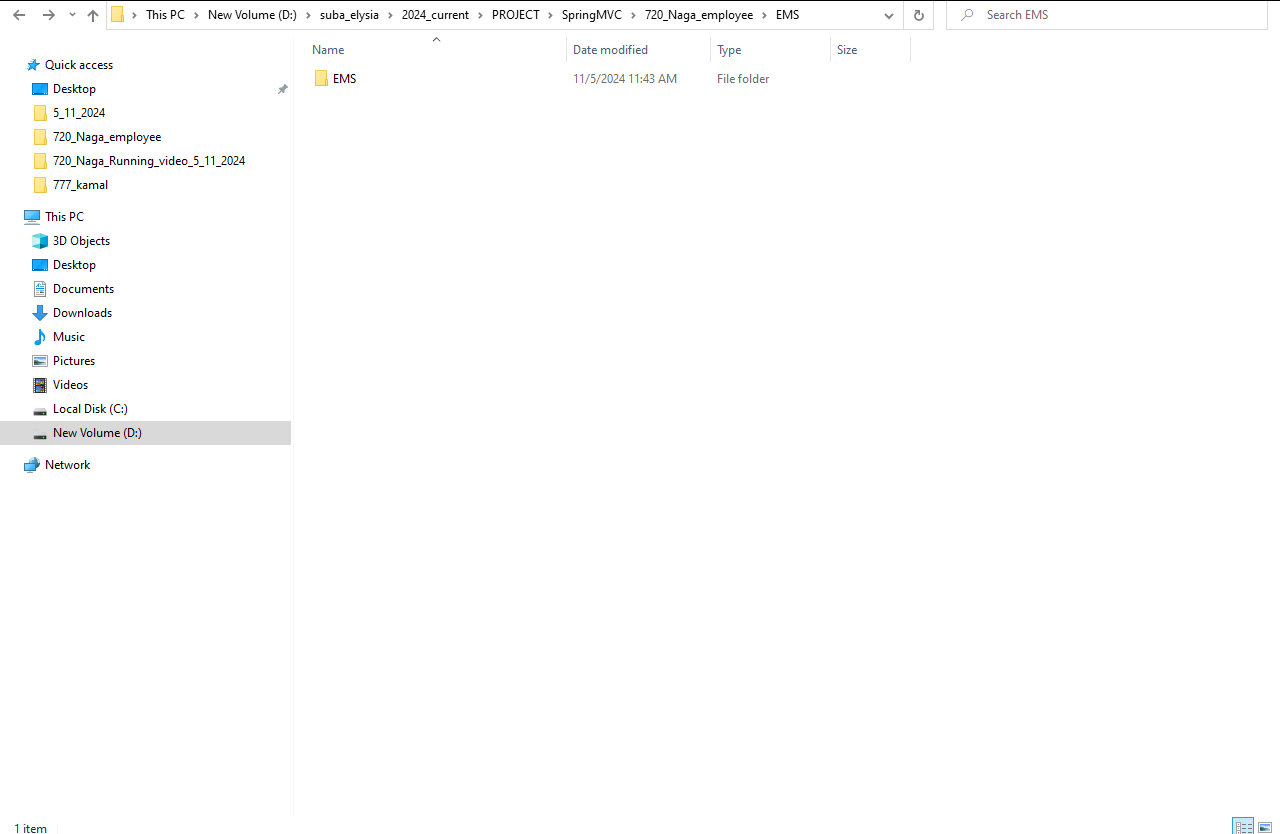 This PC New Volume (D:) suba_elysia 2024_current PROJECT SpringMVC 720_Naga_employee EMS Search EMS
Name Date modified Type Size
EMS 11/5/2024 11:43 AM File folder
Quick access
Desktop
5_11_2024
720_Naga_employee
720_Naga_Running_video_5_11_2024
777_kamal
This PC
3D Objects
Desktop
Documents
Downloads
Music
Pictures
Videos
Local Disk (C:)
New Volume (D:)
Network
1 item